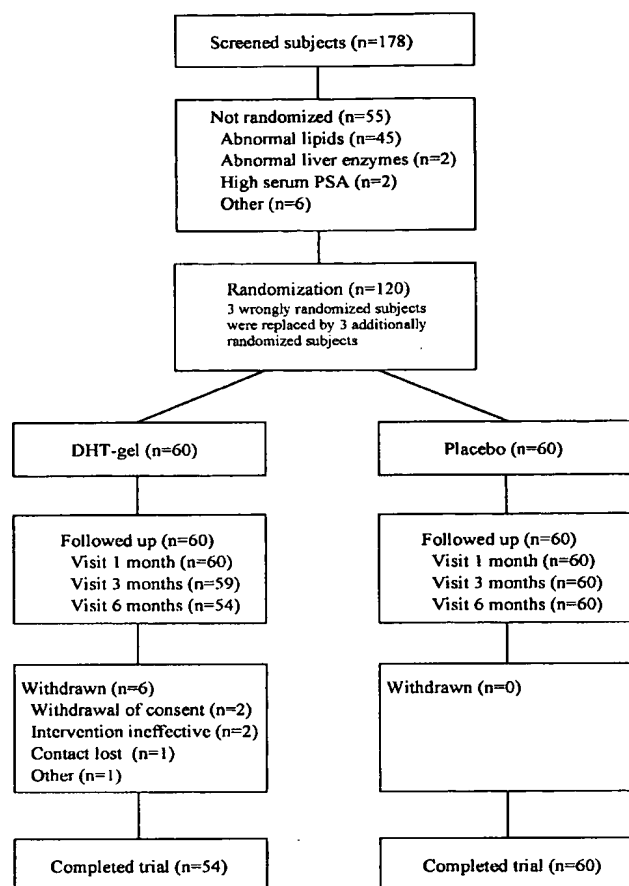 Screened subjects (n=178)
Not randomized (n=55)
Abnormal lipids (n=45)
Abnormal liver enzymes (n=2)
High serum PSA (n=2)
Other (n=6)
Randomization (n=120)
3 wrongly randomized subjects
were replaced by 3 additionally
randomized subjects
DHT-gel (n=60)
Placebo (n=60)
Followed up (n=60)
Visit 1 month (n=60)
Visit 3 months (n=59)
Visit 6 months (n=54)
Followed up (n=60)
Visit 1 month (n=60)
Visit 3 months (n=60)
Visit 6 months (n=60)
Withdrawn (n=6)
Withdrawal of consent (n=2)
Intervention ineffective (n=2)
Contact lost (n=1)
Other (n=1)
Withdrawn (n=0)
Completed trial (n=54)
Completed trial (n=60)